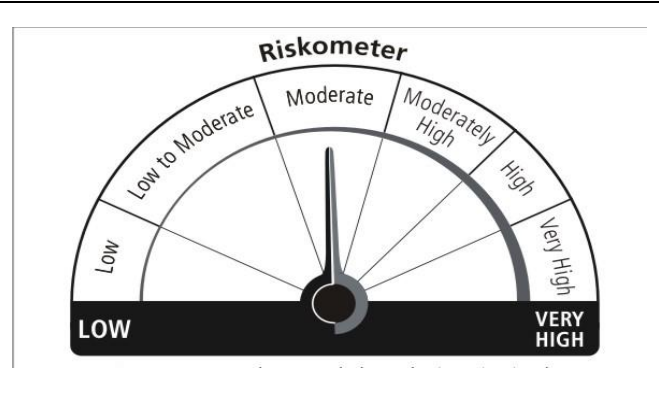 Riskometer
Low
Low to Moderate
Moderate
Moderately
High
High
Very High
LOW
VERY
HIGH